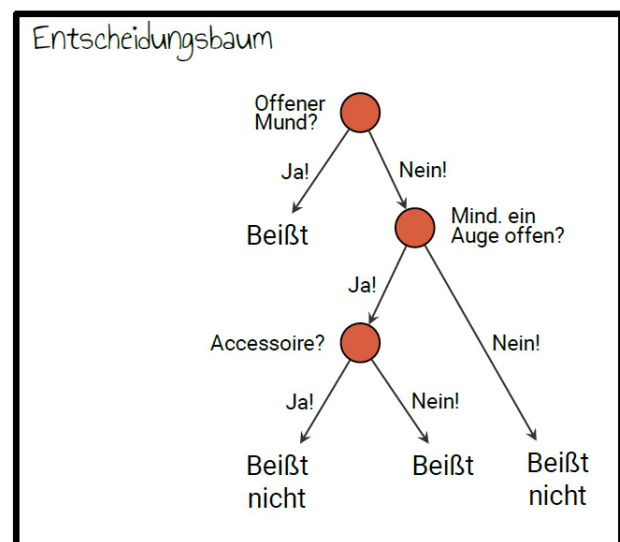 Entscheidungsbaum
Offener
Mund?
Ja!
Nein!
Beißt
Mind. ein
Auge offen?
Ja!
Nein!
Accessoire?
Ja!
Nein!
Beißt
nicht
Beißt
Beißt
nicht